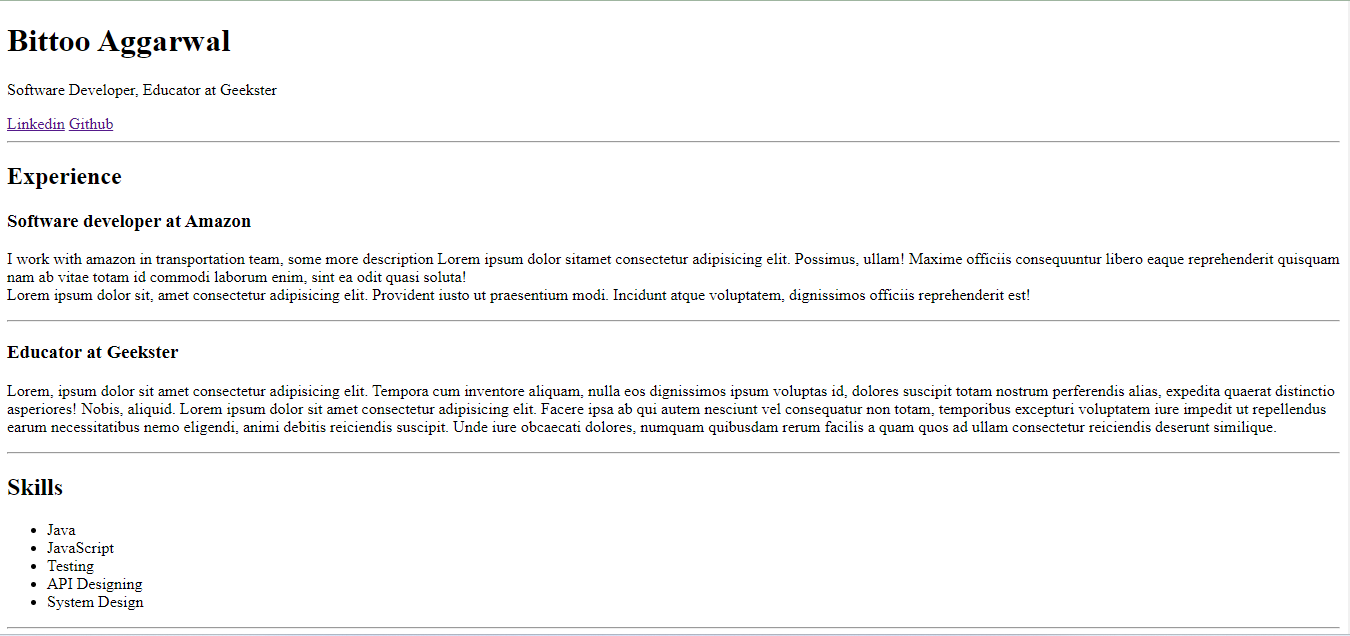 Bittoo Aggarwal
Software Developer, Educator at Geekster
Linkedin Github
Experience
Software developer at Amazon
I work with amazon in transportation team, some more description Lorem ipsum dolor sitamet consectetur adipisicing elit. Possimus, ullam! Maxime officiis consequuntur libero eaque reprehenderit quisquam
nam ab vitae totam id commodi laborum enim, sint ea odit quasi soluta!
Lorem ipsum dolor sit, amet consectetur adipisicing elit. Provident iusto ut praesentium modi. Incidunt atque voluptatem, dignissimos officiis reprehenderit est!
Educator at Geekster
Lorem, ipsum dolor sit amet consectetur adipisicing elit. Tempora cum inventore aliquam, nulla eos dignissimos ipsum voluptas id, dolores suscipit totam nostrum perferendis alias, expedita quaerat distinctio
asperiores! Nobis, aliquid. Lorem ipsum dolor sit amet consectetur adipisicing elit. Facere ipsa ab qui autem nesciunt vel consequatur non totam, temporibus excepturi voluptatem iure impedit ut repellendus
earum necessitatibus nemo eligendi, animi debitis reiciendis suscipit. Unde iure obcaecati dolores, numquam quibusdam rerum facilis a quam quos ad ullam consectetur reiciendis deserunt similique.
Skills
• Java
• JavaScript
• Testing
• API Designing
• System Design